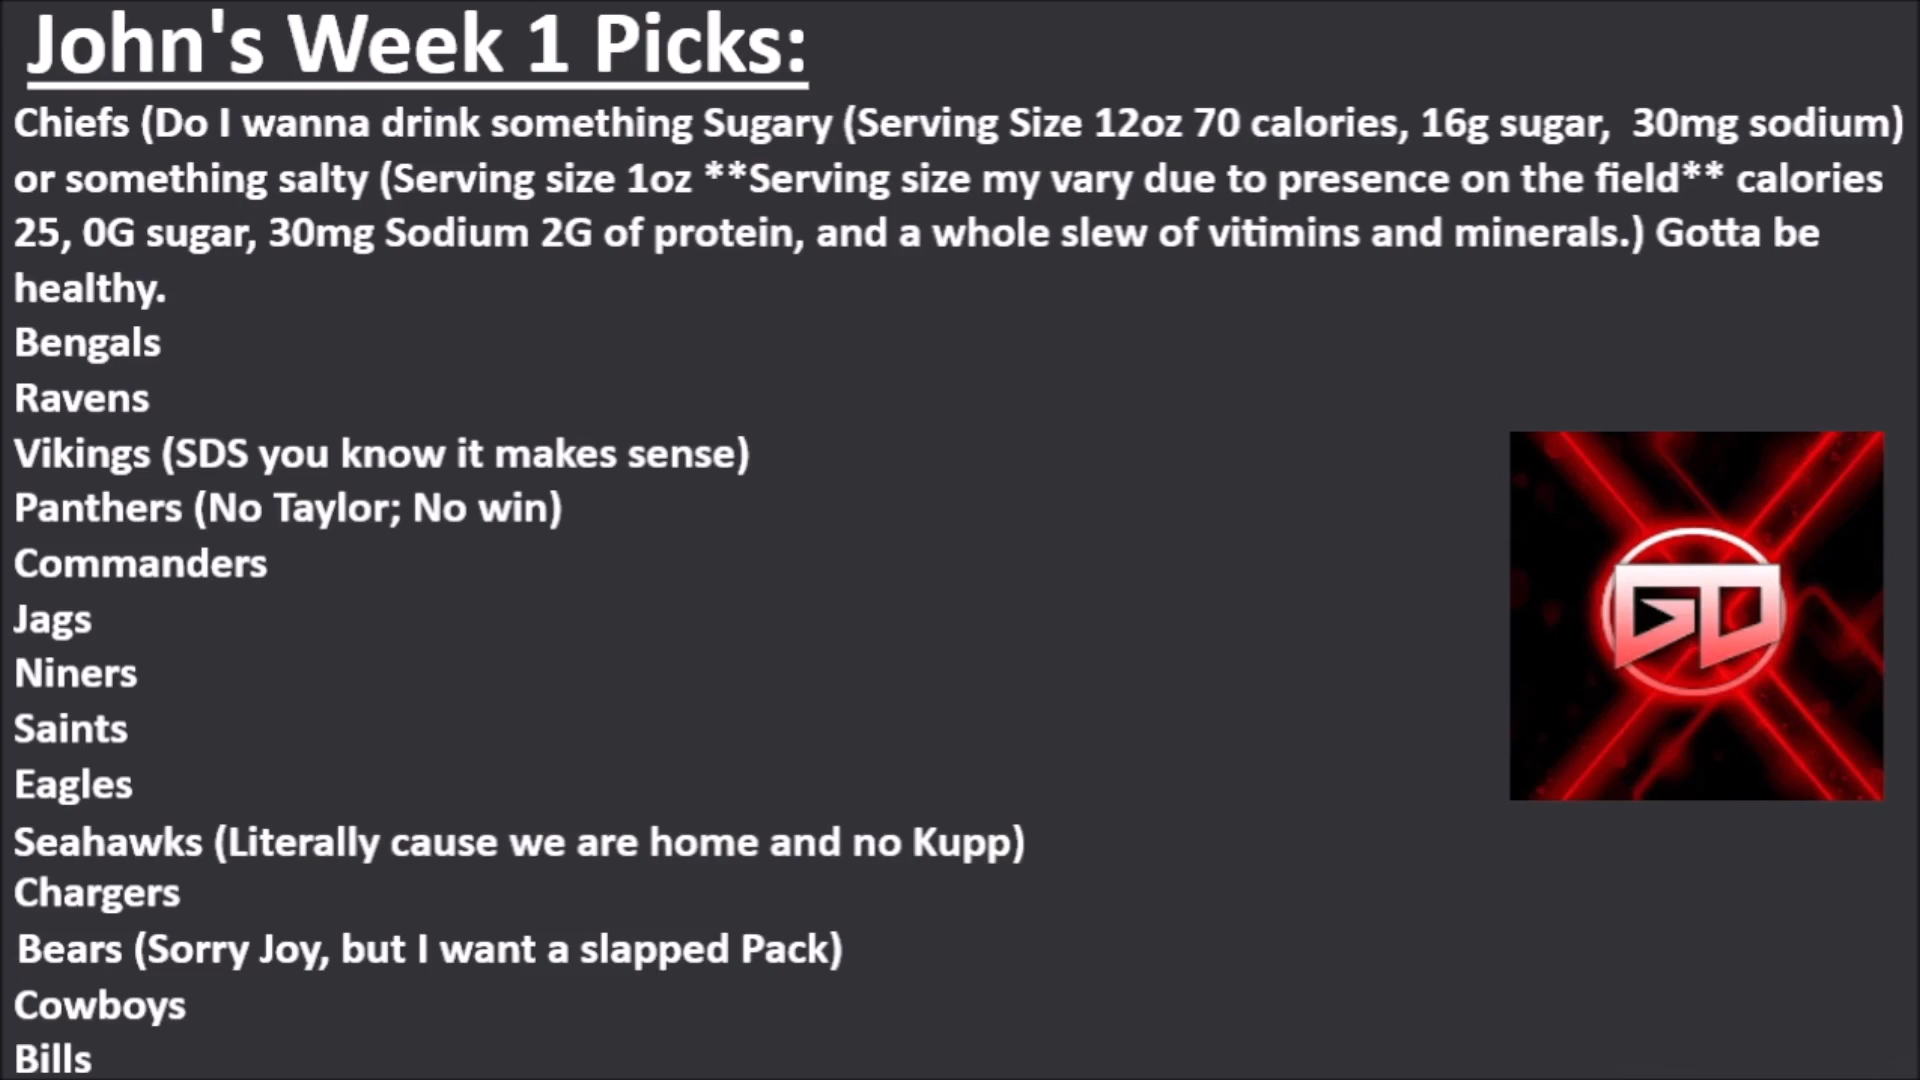 John's Week 1 Picks:
Chiefs (Do I wanna drink something Sugary (Serving Size 12oz 70 calories, 16g sugar,  30mg sodium)
or something salty (Serving size 1oz **Serving size my vary due to presence on the field** calories
25, 0G sugar, 30mg Sodium 2G of protein, and a whole slew of vitimins and minerals.) Gotta be
healthy.
Bengals
Ravens
Vikings (SDS you know it makes sense)
Panthers (No Taylor; No win)
Commanders
Jags
Niners
Saints
Eagles
GD
Seahawks (Literally cause we are home and no Kupp)
Chargers
Bears (Sorry Joy, but I want a slapped Pack)
Cowboys
Bills